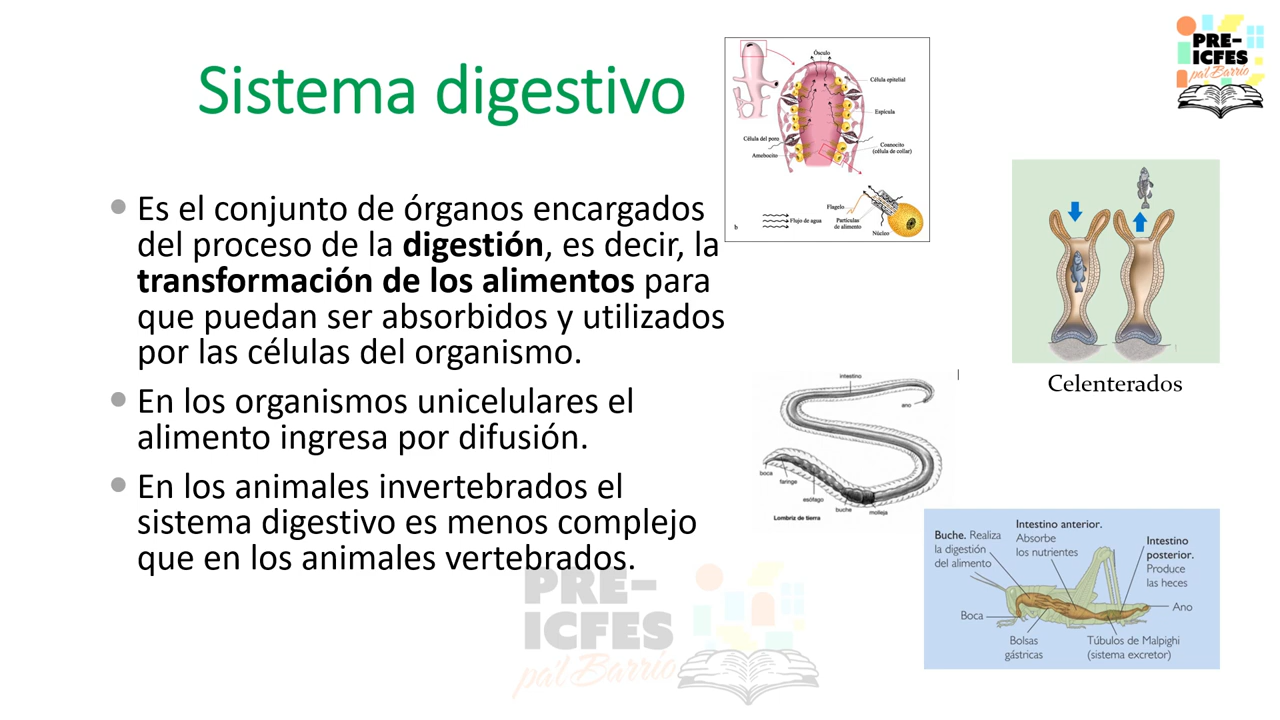 Sistema digestivo
Es el conjunto de órganos encargados
del proceso de la digestión, es decir, la
transformación de los alimentos para
que puedan ser absorbidos y utilizados
por las células del organismo.
En los organismos unicelulares el
alimento ingresa por difusión.
En los animales invertebrados el
sistema digestivo es menos complejo
que en los animales vertebrados.
Ósculo
Célula epitelial
Espícula
Célula del poro
Coanocito
(célula de collar)
Amebocito
Flagelo
Flujo de agua
Partículas
de alimento
Núcleo
b
PRE-
ICFES
pa'l Barrio
Celenterados
intestino
ano
boca
faringe
esófago
buche
molleja
Lombriz de tierra
Buche. Realiza
la digestión
del alimento
Intestino anterior.
Absorbe
los nutrientes
Intestino
posterior.
Produce
las heces
Boca
Ano
Bolsas
gástricas
Túbulos de Malpighi
(sistema excretor)
PRE-
ICFES
pa'l Barrio